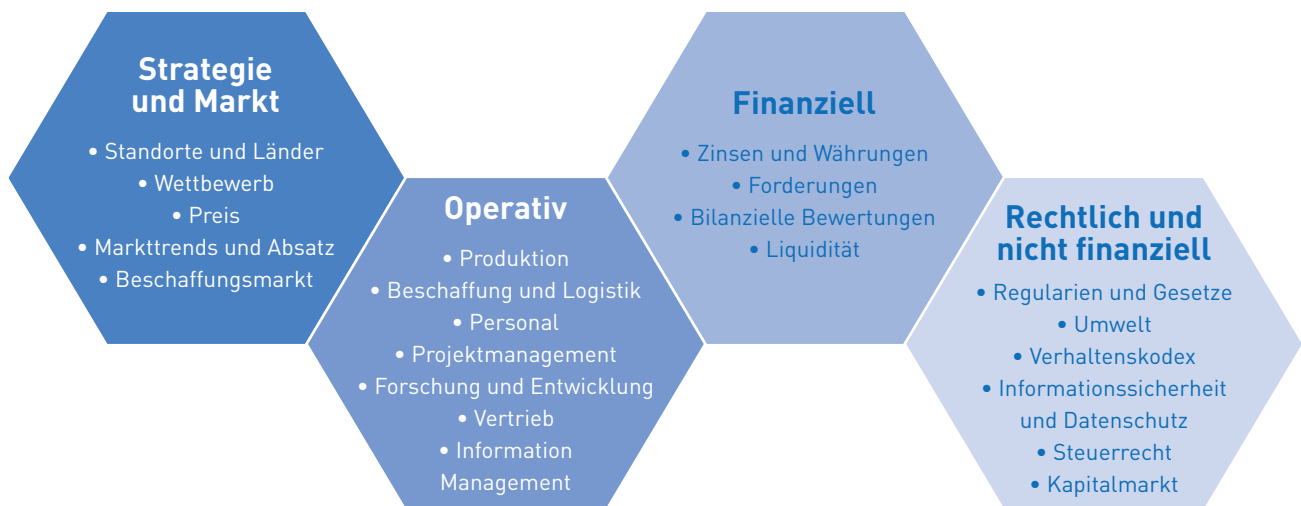 Strategie
und Markt
• Standorte und Länder
• Wettbewerb
• Preis
• Markttrends und Absatz
• Beschaffungsmarkt
Operativ
• Produktion
• Beschaffung und Logistik
• Personal
• Projektmanagement
• Forschung und Entwicklung
• Vertrieb
• Information
Management
Finanziell
• Zinsen und Währungen
• Forderungen
• Bilanzielle Bewertungen
• Liquidität
Rechtlich und
nicht finanziell
• Regularien und Gesetze
• Umwelt
• Verhaltenskodex
• Informationssicherheit
und Datenschutz
• Steuerrecht
• Kapitalmarkt